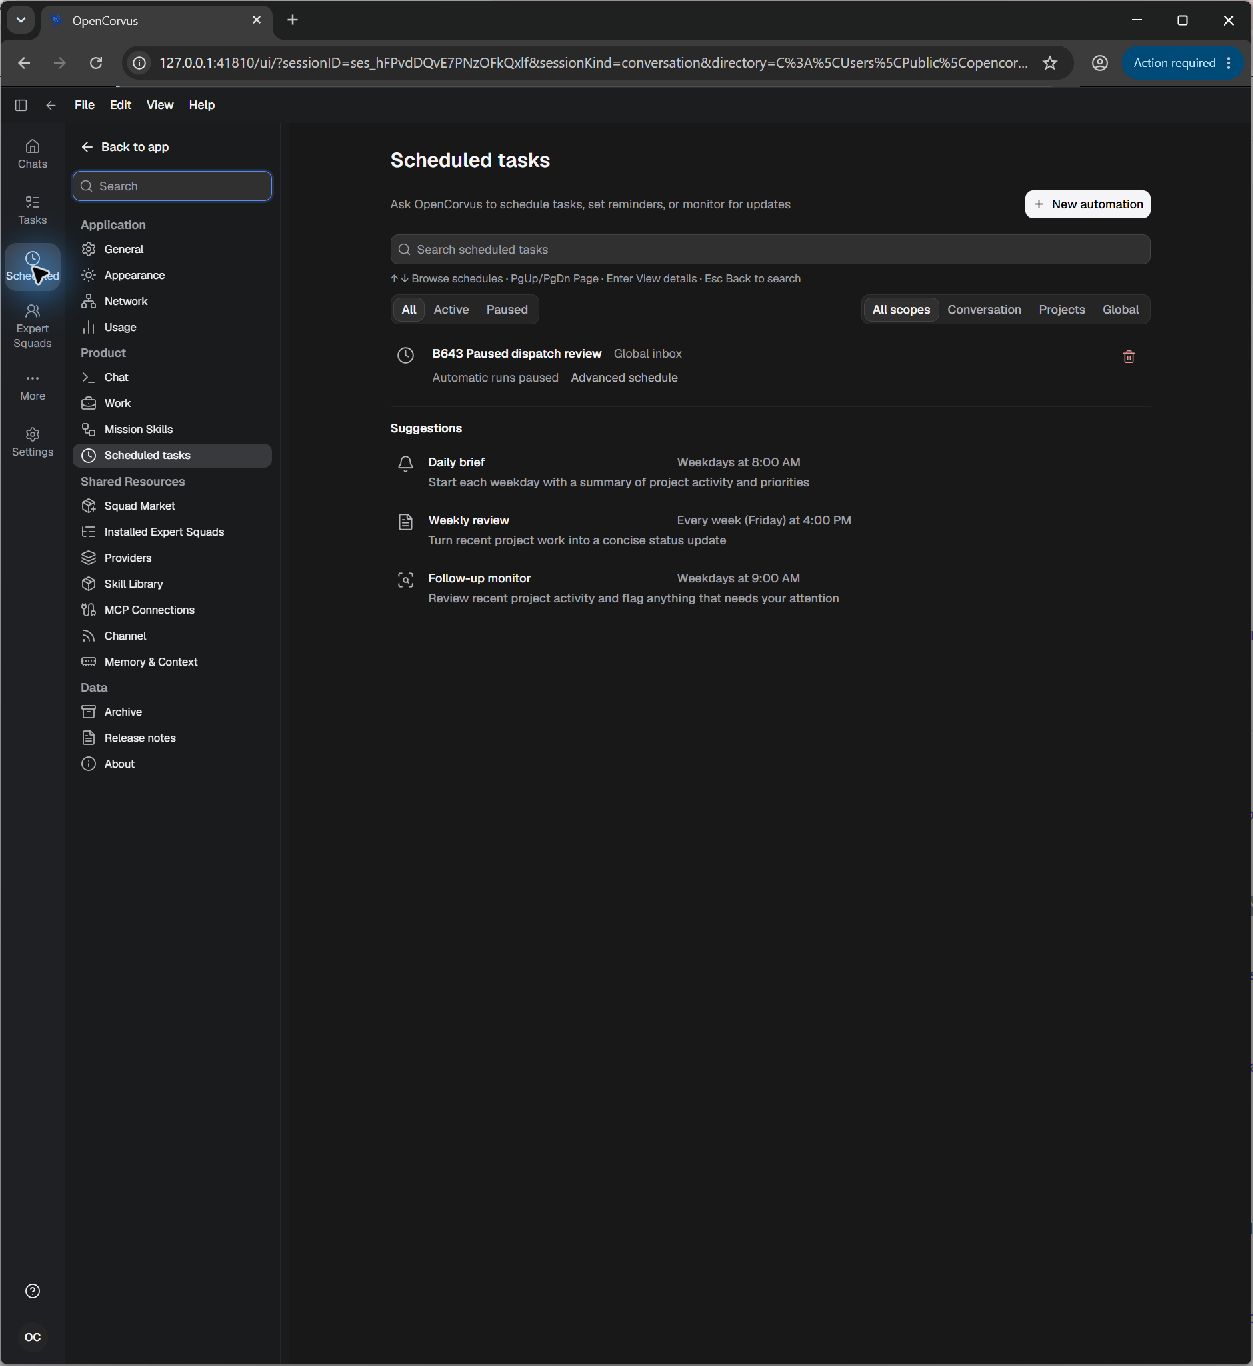 OpenCorvus
127.0.0.1:41810/ui/?sessionID=ses_hFPvdDQvE7PNzOFkQxlf&sessionKind=conversation&directory=C%3A%5CUsers%5CPublic%5Copencor...
Action required
File Edit View Help
Chats
Tasks
Scheduled
Expert
Squads
More
Settings
OC
Back to app
Search
Application
General
Appearance
Network
Usage
Product
Chat
Work
Mission Skills
Scheduled tasks
Shared Resources
Squad Market
Installed Expert Squads
Providers
Skill Library
MCP Connections
Channel
Memory & Context
Data
Archive
Release notes
About
Scheduled tasks
Ask OpenCorvus to schedule tasks, set reminders, or monitor for updates
+ New automation
Search scheduled tasks
↑↓ Browse schedules · PgUp/PgDn Page · Enter View details · Esc Back to search
All Active Paused
All scopes Conversation Projects Global
B643 Paused dispatch review Global inbox
Automatic runs paused Advanced schedule
Suggestions
Daily brief Weekdays at 8:00 AM
Start each weekday with a summary of project activity and priorities
Weekly review Every week (Friday) at 4:00 PM
Turn recent project work into a concise status update
Follow-up monitor Weekdays at 9:00 AM
Review recent project activity and flag anything that needs your attention